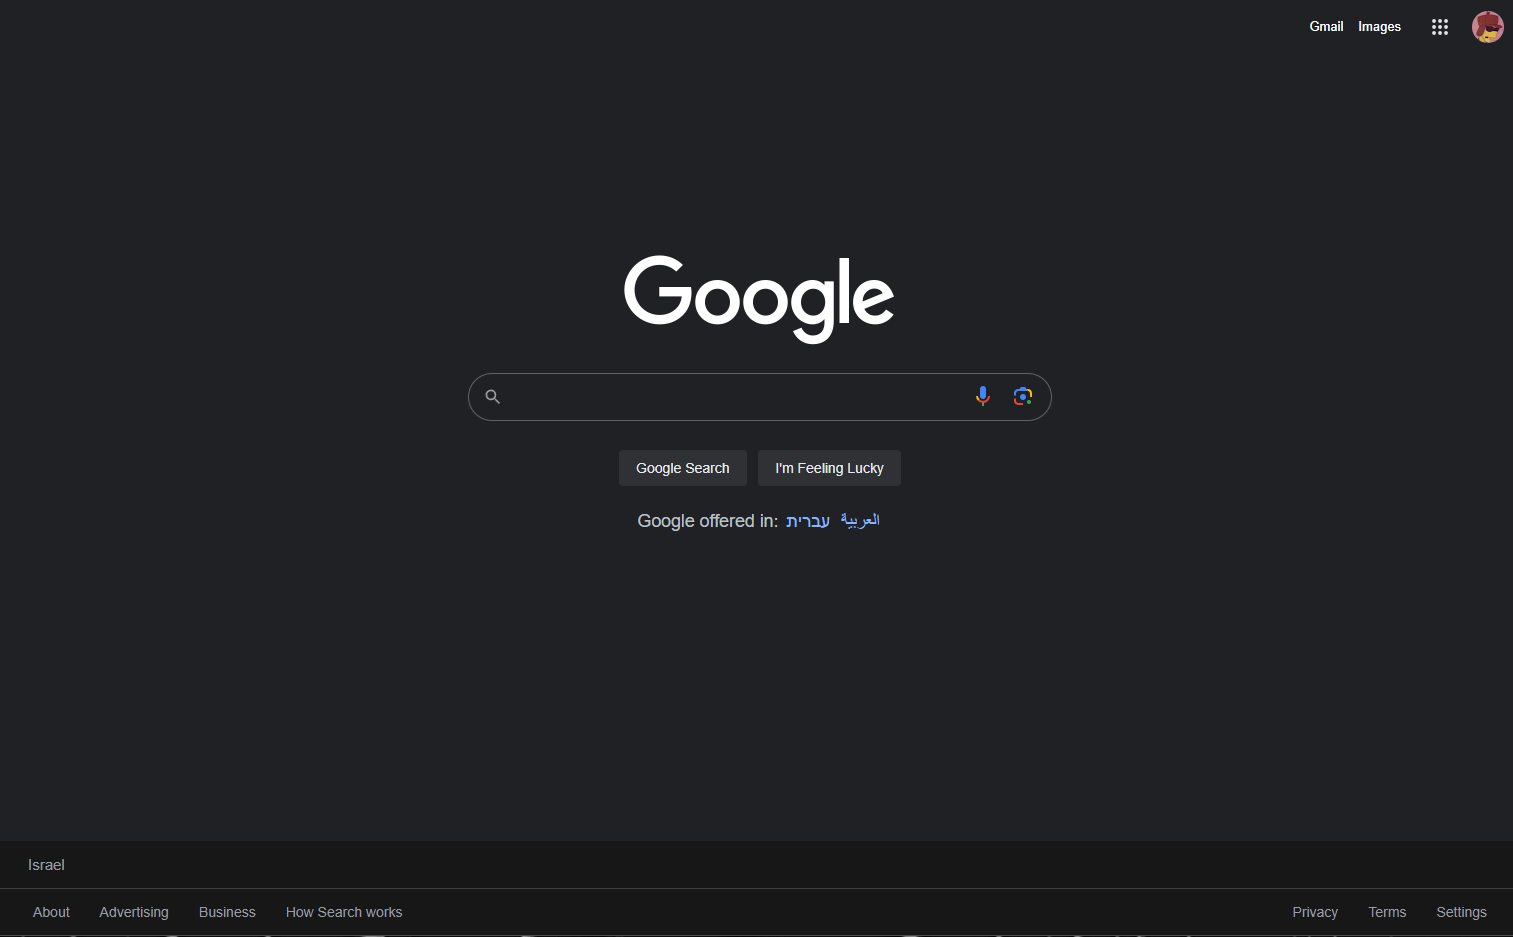 Gmail Images
Google
Google Search I'm Feeling Lucky
Google offered in: עברית العربية
Israel
About Advertising Business How Search works Privacy Terms Settings